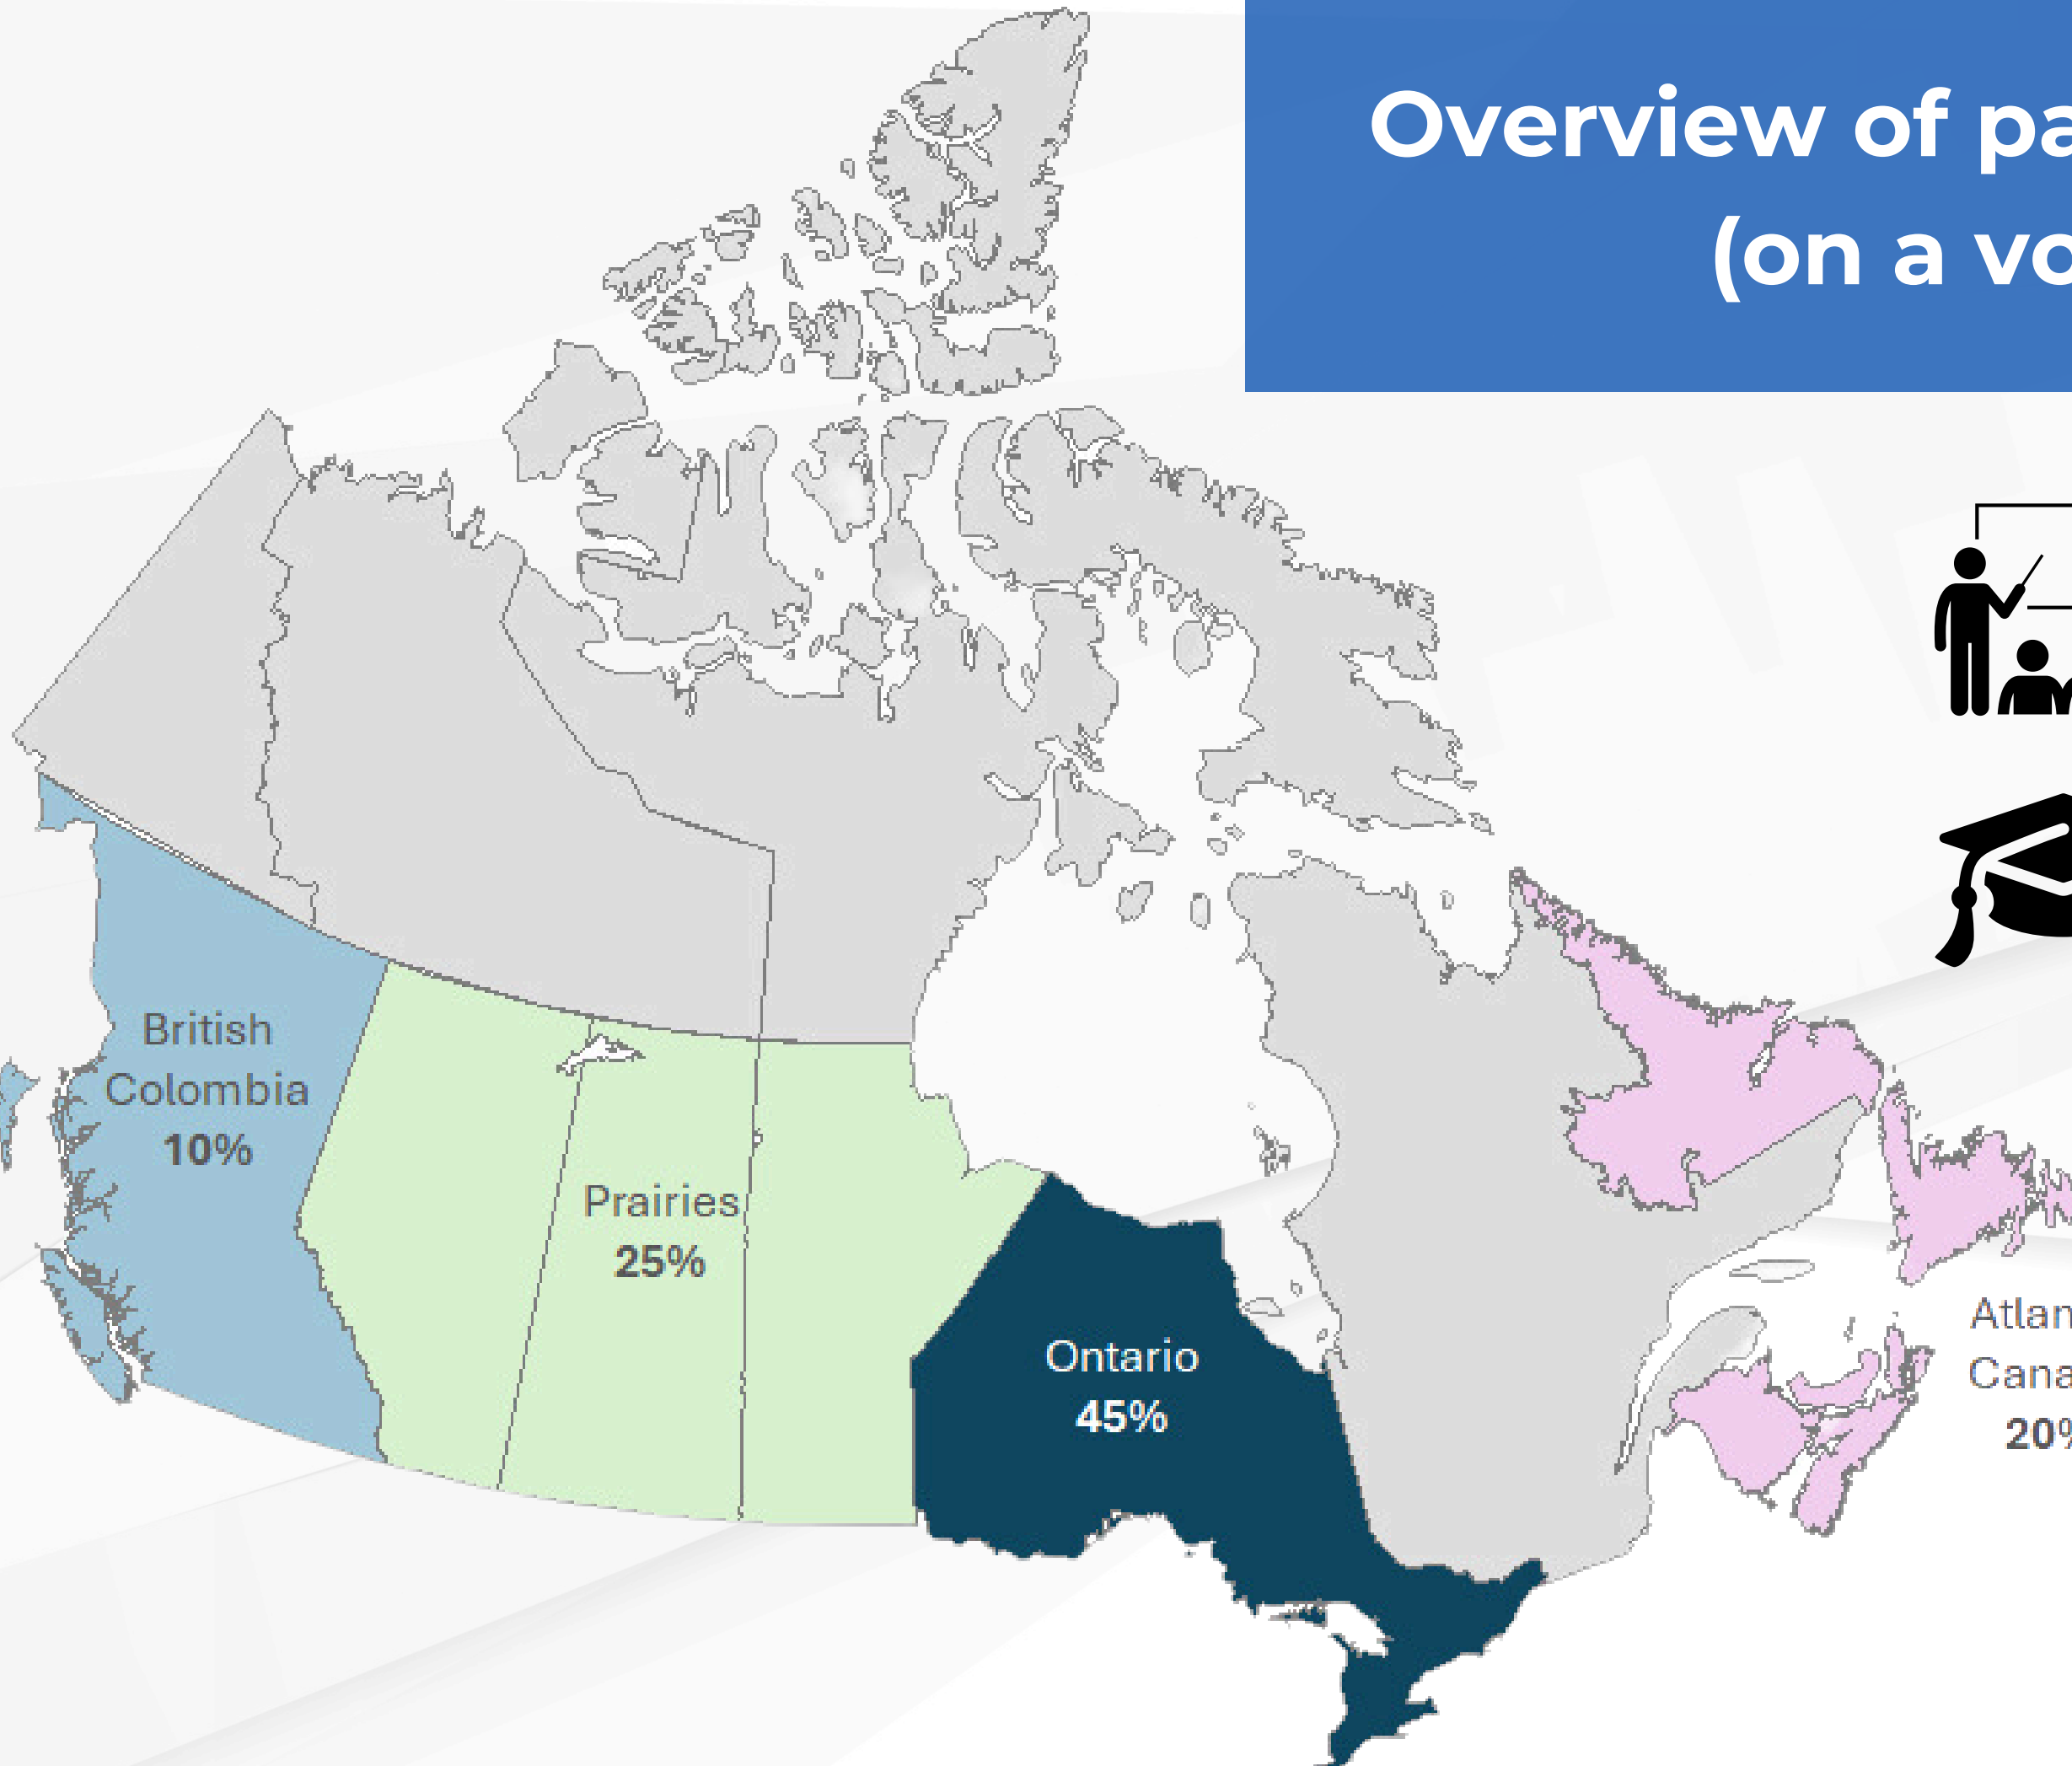 Overview of pa
(on a vo
British
Colombia
10%
Prairies
25%
Ontario
45%
Atlan
Cana
20%